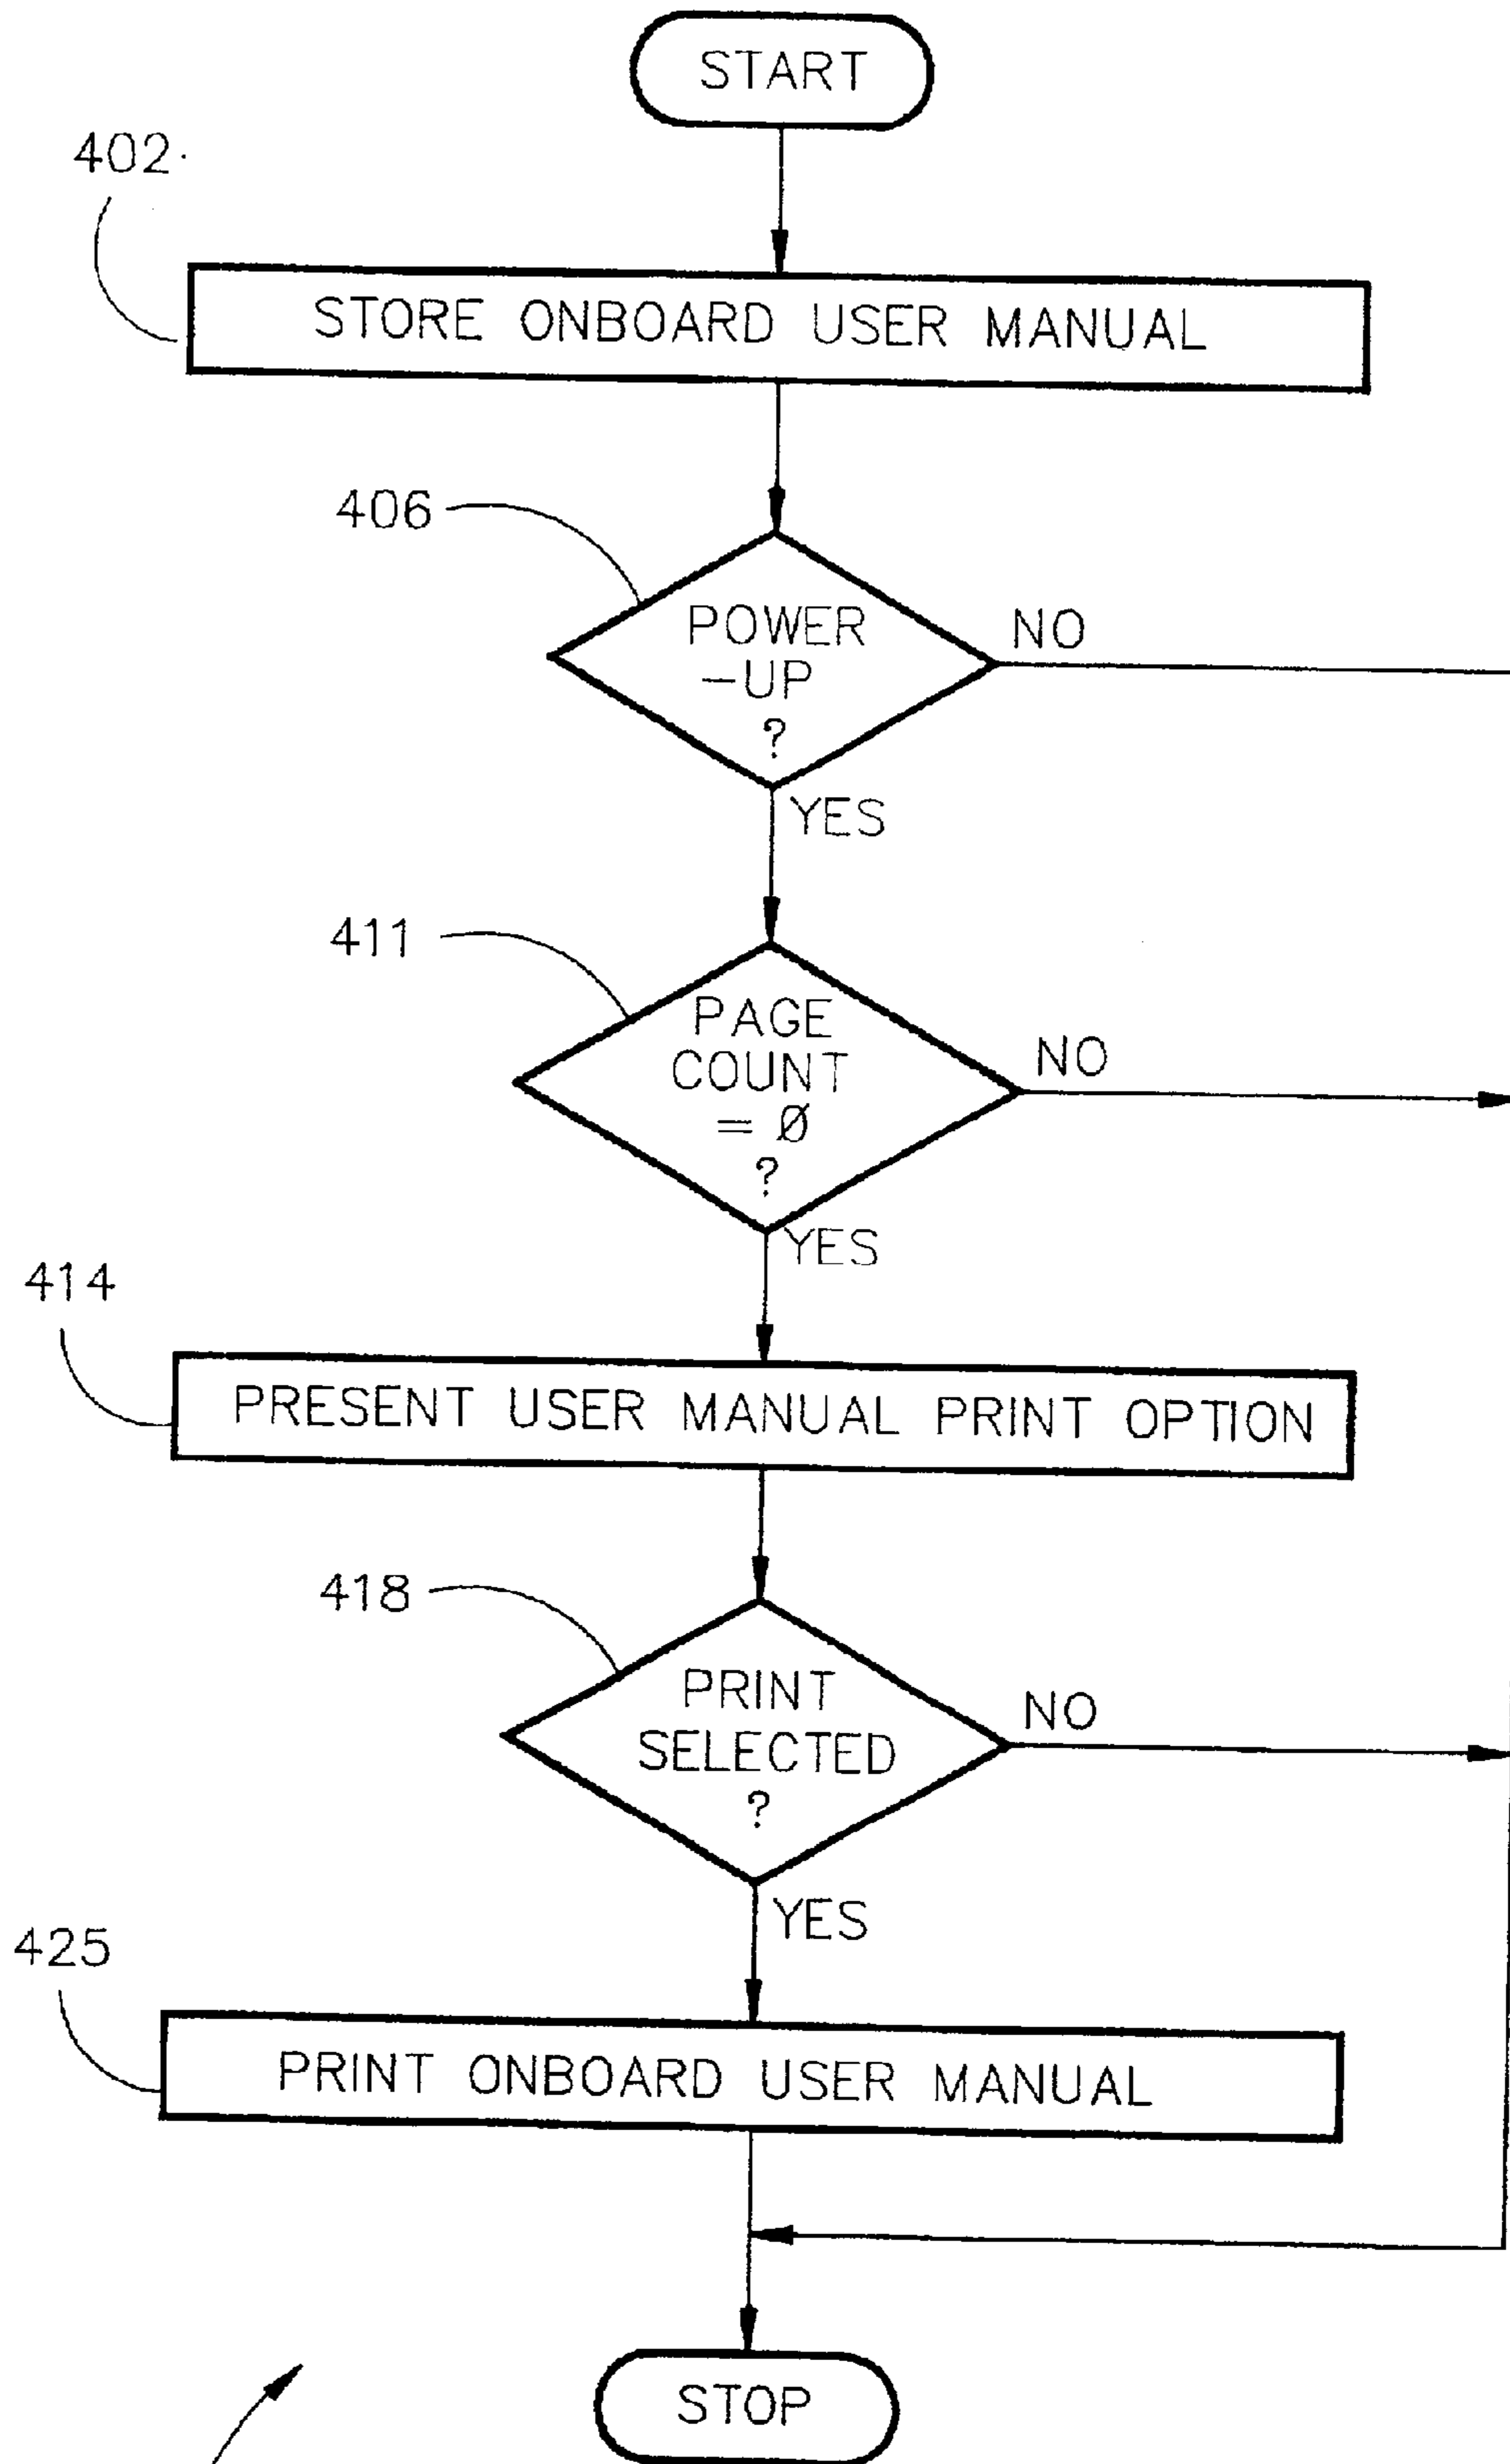 START
402
STORE ONBOARD USER MANUAL
406
POWER
-UP
?
NO
YES
411
PAGE
COUNT
= Ø
?
NO
YES
414
PRESENT USER MANUAL PRINT OPTION
418
PRINT
SELECTED
?
NO
YES
425
PRINT ONBOARD USER MANUAL
STOP